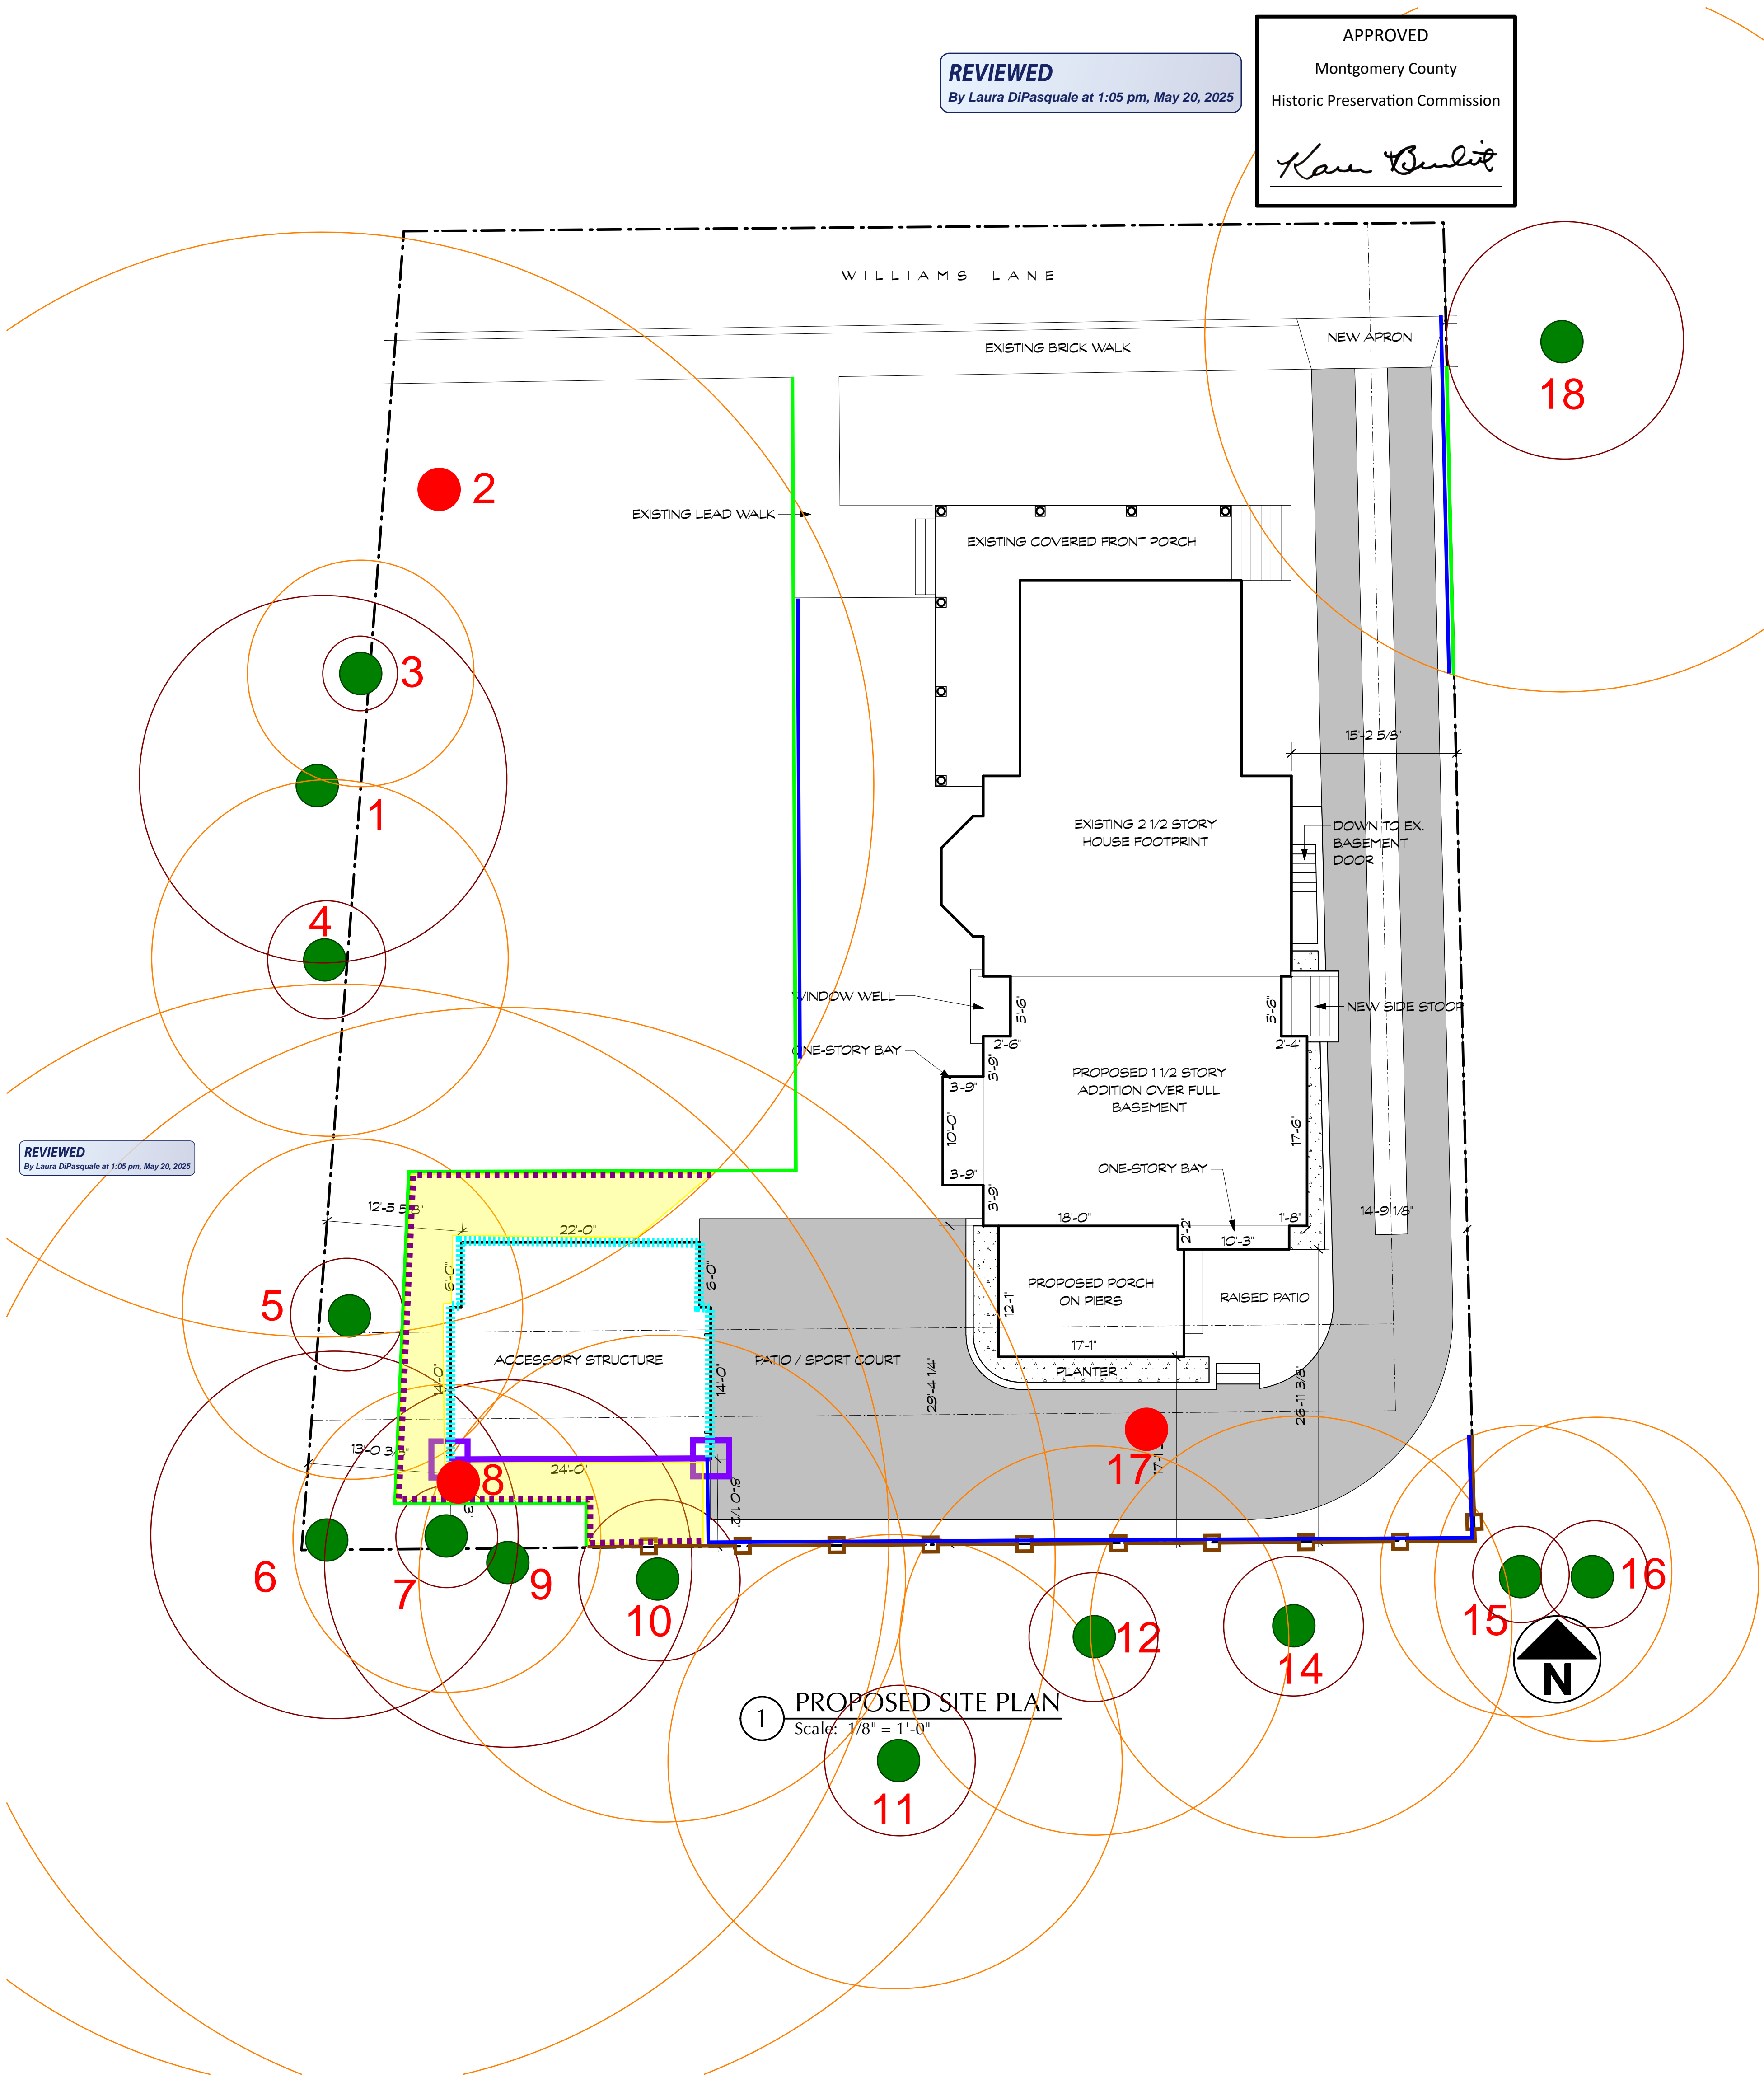 APPROVED
Montgomery County
Historic Preservation Commission
REVIEWED
By Laura DiPasquale at 1:05 pm, May 20, 2025
WILLIAMS LANE
EXISTING BRICK WALK
NEW APRON
18
2
EXISTING LEAD WALK
EXISTING COVERED FRONT PORCH
3
15'-2 5/8"
1
EXISTING 2 1/2 STORY
HOUSE FOOTPRINT
DOWN TO EX.
BASEMENT
DOOR
4
WINDOW WELL
5'-6"
5'-6"
NEW SIDE STOOP
2'-6"
2'-4"
ONE-STORY BAY
3'-9"
3'-9"
PROPOSED 1 1/2 STORY
ADDITION OVER FULL
BASEMENT
10'-0"
17'-6"
REVIEWED
By Laura DiPasquale at 1:05 pm, May 20, 2025
3'-9"
3'-9"
ONE-STORY BAY
12'-5 5/8"
22'-0"
18'-0"
2'-2"
1'-8"
10'-3"
14'-9 1/8"
6'-0"
6'-0"
5
PROPOSED PORCH
ON PIERS
12'-1"
RAISED PATIO
17'-1"
ACCESSORY STRUCTURE
PATIO / SPORT COURT
PLANTER
14'-0"
14'-0"
29'-4 1/4"
17
13'-0
24'-0"
8
8'-0 1/2"
6
7
9
10
12
14
15
16
N
1
PROPOSED SITE PLAN
Scale: 1/8" = 1'-0"
11